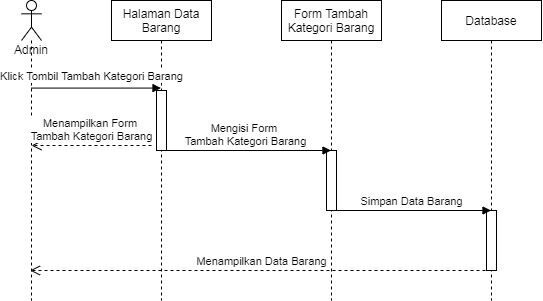 Halaman Data
Barang
Form Tambah
Kategori Barang
Database
Admin
Klick Tombil Tambah Kategori Barang
Menampilkan Form
Tambah Kategori Barang
Mengisi Form
Tambah Kategori Barang
Simpan Data Barang
Menampilkan Data Barang